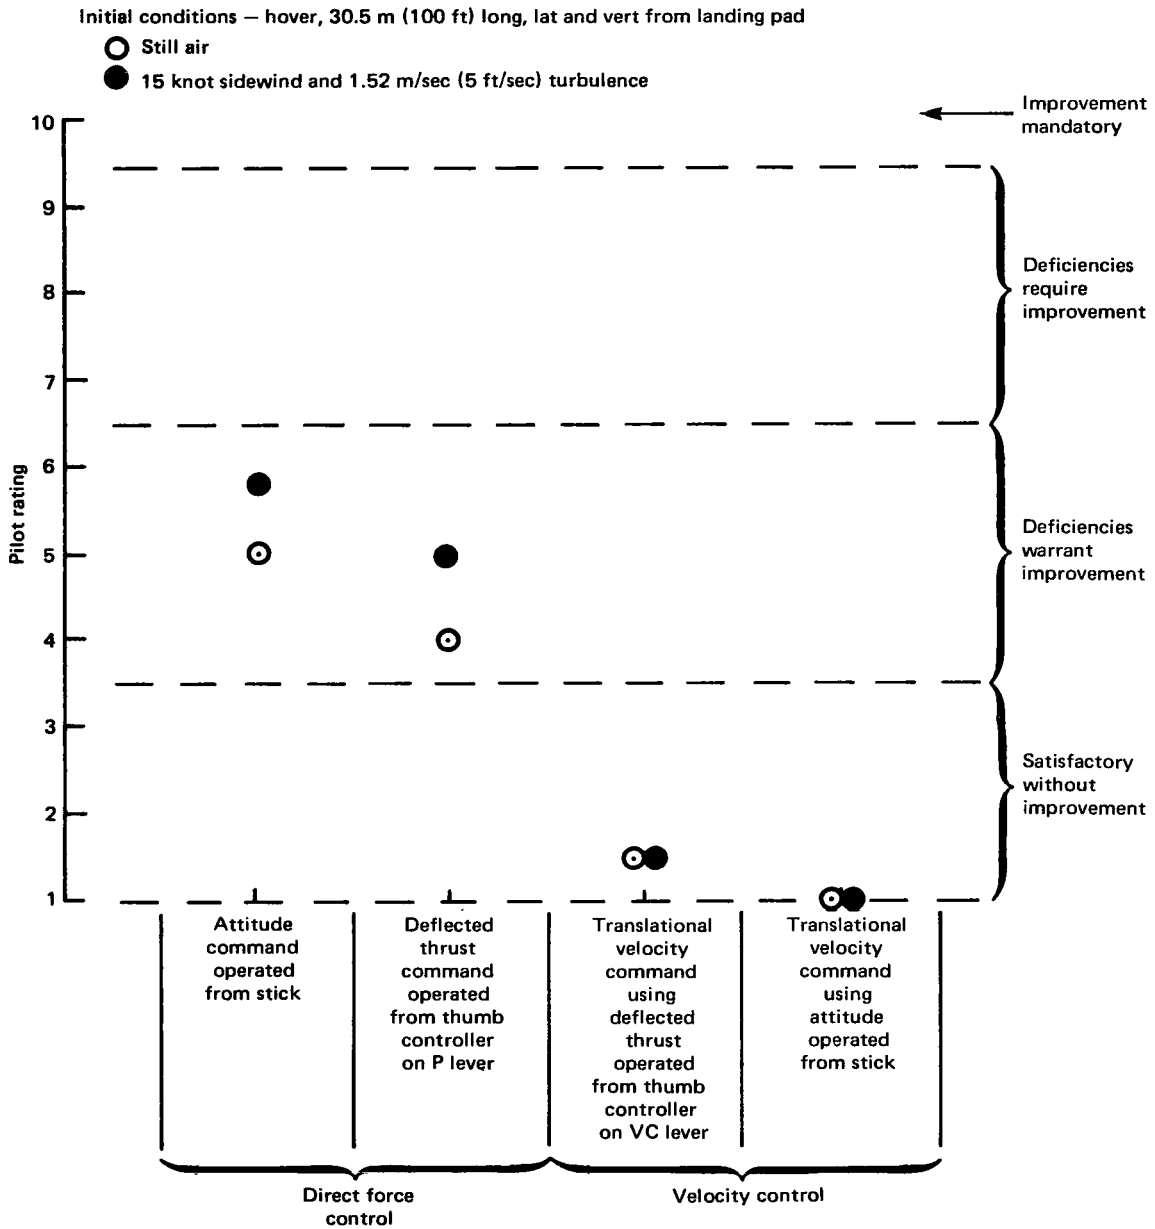 Initial conditions — hover, 30.5 m (100 ft) long, lat and vert from landing pad
Still air
15 knot sidewind and 1.52 m/sec (5 ft/sec) turbulence
Improvement
mandatory
10
9
8
7
6
5
4
3
2
1
Pilot rating
Deficiencies
require
improvement
Deficiencies
warrant
improvement
Satisfactory
without
improvement
Attitude
command
operated
from stick
Deflected
thrust
command
operated
from thumb
controller
on P lever
Translational
velocity
command
using
deflected
thrust
operated
from thumb
controller
on VC lever
Translational
velocity
command
using
attitude
operated
from stick
Direct force
control
Velocity control